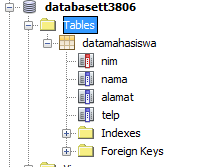 databasett3806
Tables
datamahasiswa
nim
nama
alamat
telp
Indexes
Foreign Keys